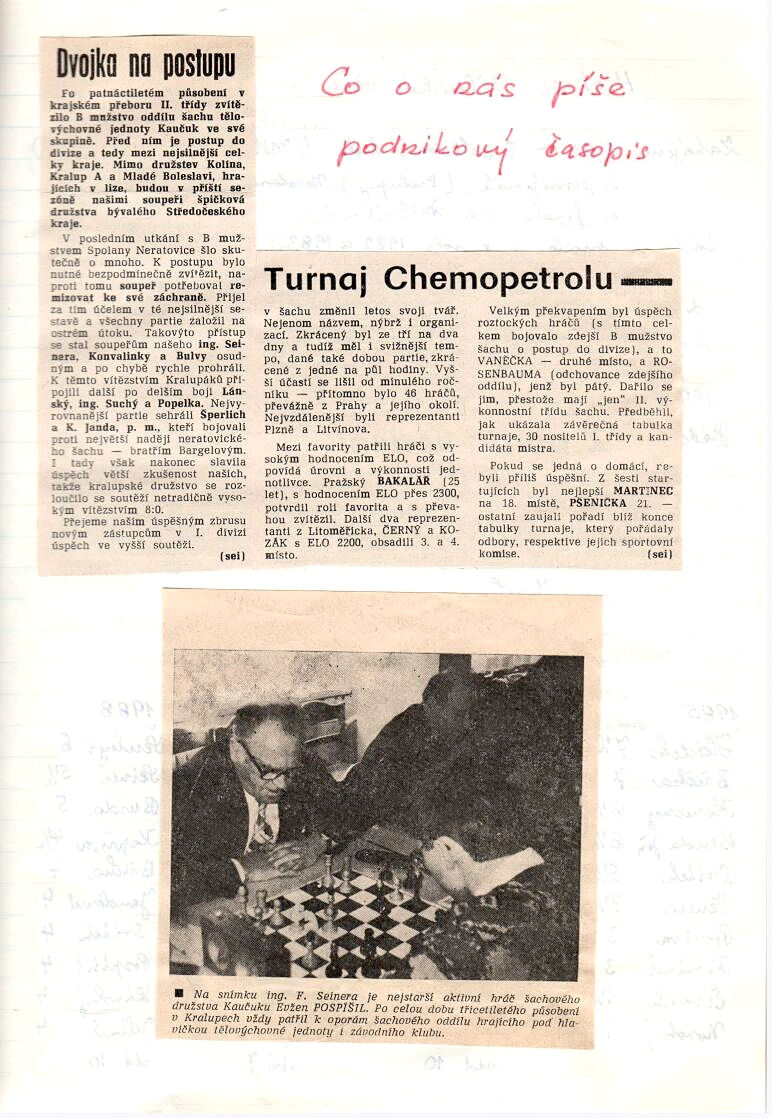 Co o nás píše
podnikový časopis
Dvojka na postupu
Po patnáctiletém působení v
krajském přeboru II. třídy zvítě-
zilo B mužstvo oddílu šachu tělo-
výchovné jednoty Kaučuk ve své
skupině. Před ním je postup do
divize a tedy mezi nejsilnější cel-
ky kraje. Mimo družstev Kolína,
Kralup A a Mladé Boleslavi, hra-
jících v lize, budou v příští se-
zóně našimi soupeři špičková
družstva bývalého Středočeského
kraje.
V posledním utkání s B muž-
stvem Spolany Neratovice šlo sku-
tečně o mnoho. K postupu bylo
nutné bezpodmínečně zvítězit, na-
proti tomu soupeř potřeboval re-
mizovat ke své záchraně. Přijel
za tím účelem v té nejsilnější se-
stavě a všechny partie založil na
ostrém útoku. Takovýto přístup
se stal soupeřům našeho ing. Sei-
nera, Konvalinky a Bulvy osud-
ným a po chybě rychle prohráli.
K těmto vítězstvím Kralupáků při-
pojili další po delším boji Lán-
ský, ing. Suchý a Popelka. Nejvy-
rovnanější partie sehráli Šperlich
a K. Janda, p. m., kteří bojovali
proti největší naději neratovické-
ho šachu — bratřím Bargelovým.
I tady však nakonec slavila
úspěch větší zkušenost našich,
takže kralupské družstvo se roz-
loučilo se soutěží netradičně vyso-
kým vítězstvím 8:0.
Přejeme našim úspěšným zbrusu
novým zástupcům v I. divizi
úspěch ve vyšší soutěži.
(sei)
Turnaj Chemopetrolu
v šachu změnil letos svoji tvář.
Nejenom názvem, nýbrž i organi-
zací. Zkrácený byl ze tří na dva
dny a tudíž měl i svižnější tem-
po, dané také dobou partie, zkrá-
cené z jedné na půl hodiny. Vyš-
ší účastí se lišil od minulého roč-
níku — přítomno bylo 46 hráčů,
převážně z Prahy a jejího okolí.
Nejvzdálenější byli reprezentanti
Plzně a Litvínova.
Mezi favority patřili hráči s vy-
sokým hodnocením ELO, což od-
povídá úrovni a výkonnosti jed-
notlivce. Pražský BAKALÁŘ (25
let), s hodnocením ELO přes 2300,
potvrdil roli favorita a s převa-
hou zvítězil. Další dva reprezen-
tanti z Litoměřicka, ČERNÝ a KO-
ZÁK s ELO 2200, obsadili 3. a 4.
místo.
Velkým překvapením byl úspěch
roztockých hráčů (s tímto cel-
kem bojovalo zdejší B mužstvo
šachu o postup do divize), a to
VANĚČKA — druhé místo, a RO-
SENBAUMA (odchovance zdejšího
oddílu), jenž byl pátý. Dařilo se
jim, přestože mají „jen" II. vý-
konnostní třídu šachu. Předběhli,
jak ukázala závěrečná tabulka
turnaje, 30 nositelů I. třídy a kan-
didáta mistra.
Pokud se jedná o domácí, ne-
byli příliš úspěšní. Z šesti star-
tujících byl nejlepší MARTINEC
na 18. místě, PŠENIČKA 21. —
ostatní zaujali pořadí blíž konce
tabulky turnaje, který pořádaly
odbory, respektive jejich sportovní
komise.
(sei)
■ Na snímku ing. F. Seinera je nejstarší aktivní hráč šachového
družstva Kaučuku Evžen POSPÍŠIL. Po celou dobu třicetiletého působení
v Kralupech vždy patřil k oporám šachového oddílu hrajícího pod hla-
vičkou tělovýchovné jednoty i závodního klubu.